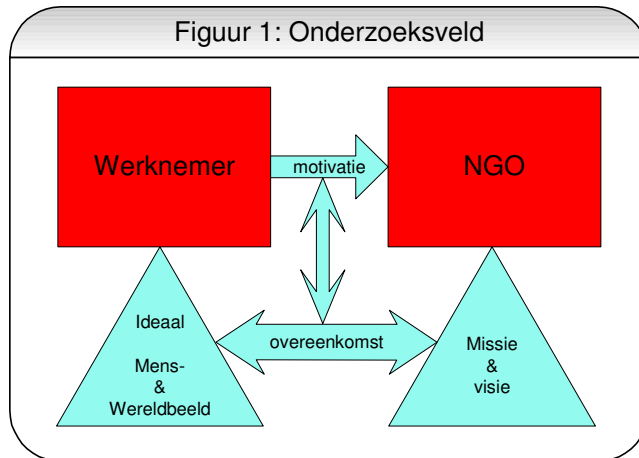 Figuur 1: Onderzoeksveld
Werknemer
motivatie
NGO
Ideaal
Mens-
&
Wereldbeeld
overeenkomst
Missie
&
visie